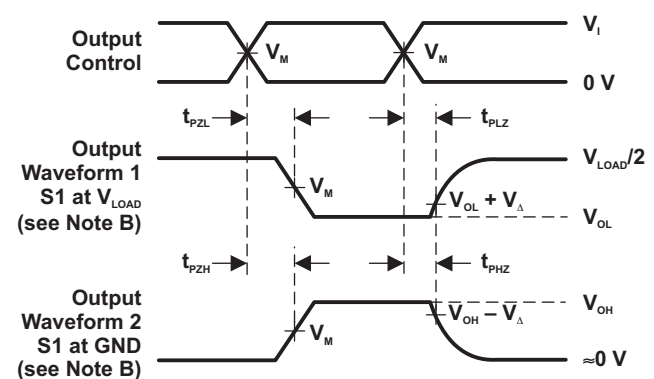 Output
Control
V_M
V_M
V_I
0 V
t_PZL
t_PLZ
Output
Waveform 1
S1 at V_LOAD
(see Note B)
V_M
V_OL + V_Δ
V_LOAD/2
V_OL
t_PZH
t_PHZ
Output
Waveform 2
S1 at GND
(see Note B)
V_M
V_OH – V_Δ
V_OH
≈0 V